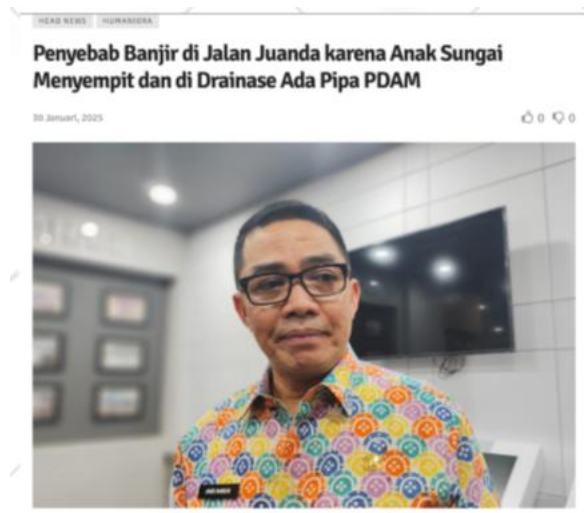 HEAD NEWS HUMANIORA
Penyebab Banjir di Jalan Juanda karena Anak Sungai
Menyempit dan di Drainase Ada Pipa PDAM
30 Januari, 2025
0 0